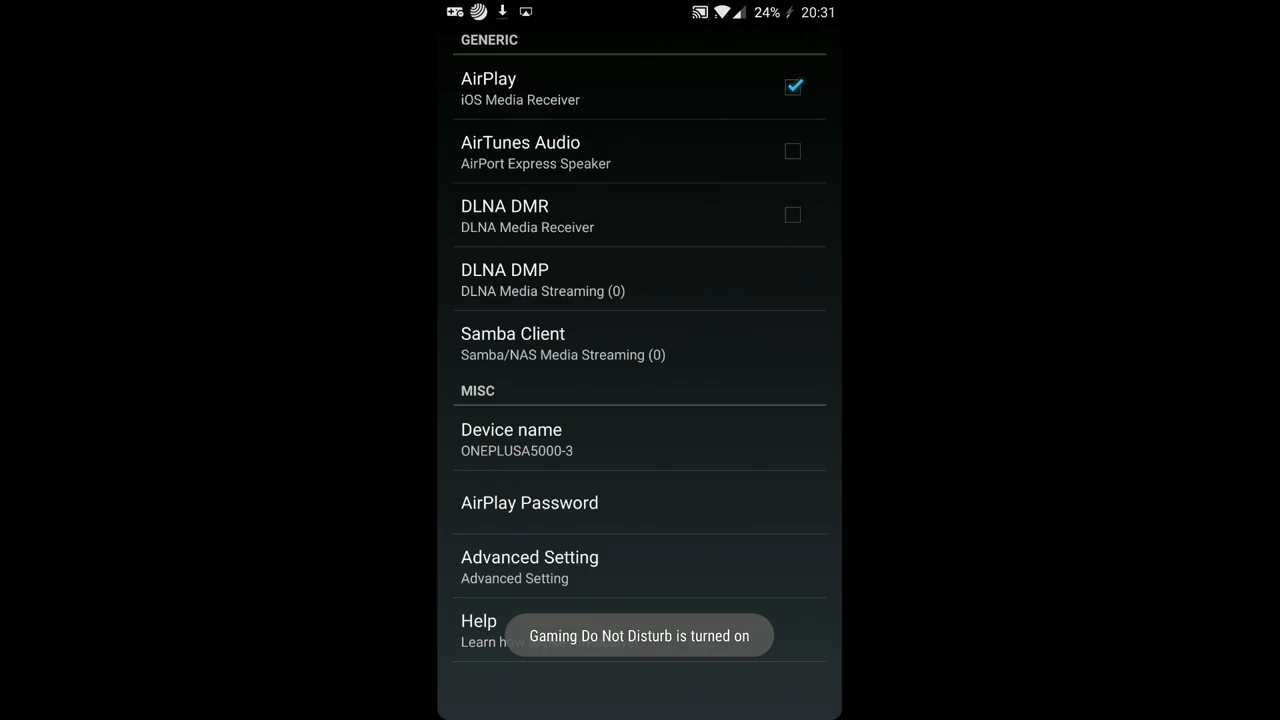 24% 20:31
GENERIC
AirPlay
iOS Media Receiver
AirTunes Audio
AirPort Express Speaker
DLNA DMR
DLNA Media Receiver
DLNA DMP
DLNA Media Streaming (0)
Samba Client
Samba/NAS Media Streaming (0)
MISC
Device name
ONEPLUSA5000-3
AirPlay Password
Advanced Setting
Advanced Setting
Help
Gaming Do Not Disturb is turned on
Learn